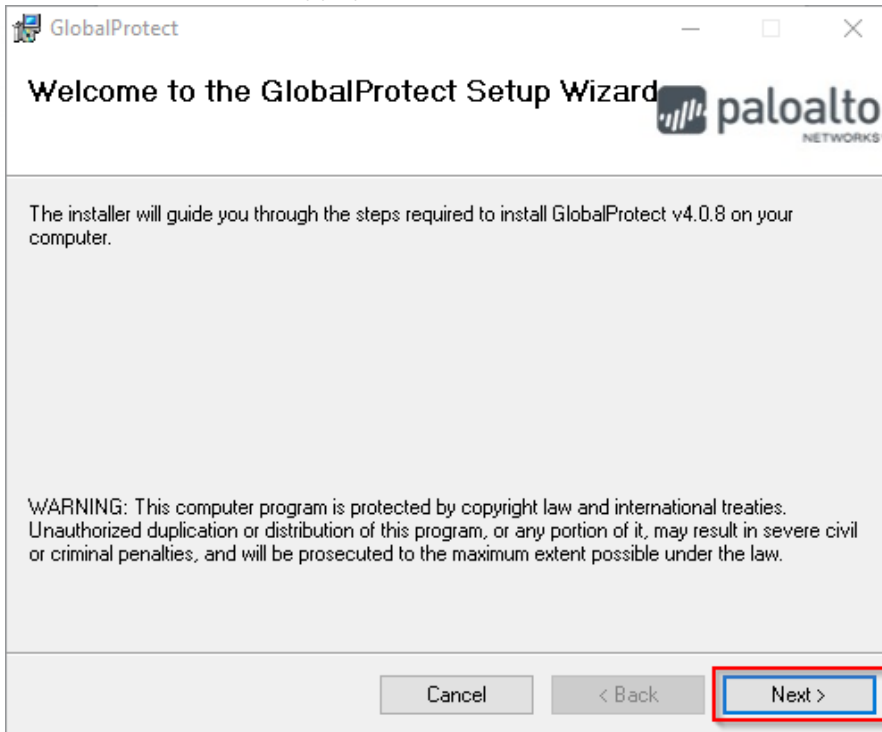 GlobalProtect
Welcome to the GlobalProtect Setup Wizard
paloalto
NETWORKS
The installer will guide you through the steps required to install GlobalProtect v4.0.8 on your
computer.
WARNING: This computer program is protected by copyright law and international treaties.
Unauthorized duplication or distribution of this program, or any portion of it, may result in severe civil
or criminal penalties, and will be prosecuted to the maximum extent possible under the law.
Cancel
< Back
Next >